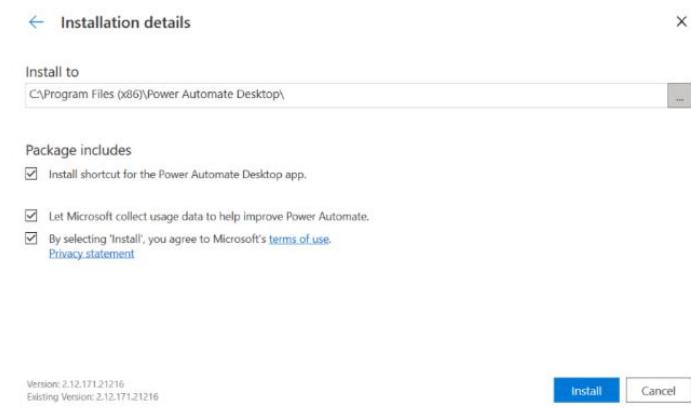 Installation details
Install to
C:\Program Files (x86)\Power Automate Desktop\
...
Package includes
Install shortcut for the Power Automate Desktop app.
Let Microsoft collect usage data to help improve Power Automate.
By selecting 'Install', you agree to Microsoft's terms of use.
Privacy statement
Version: 2.12.171.21216
Existing Version: 2.12.171.21216
Install
Cancel